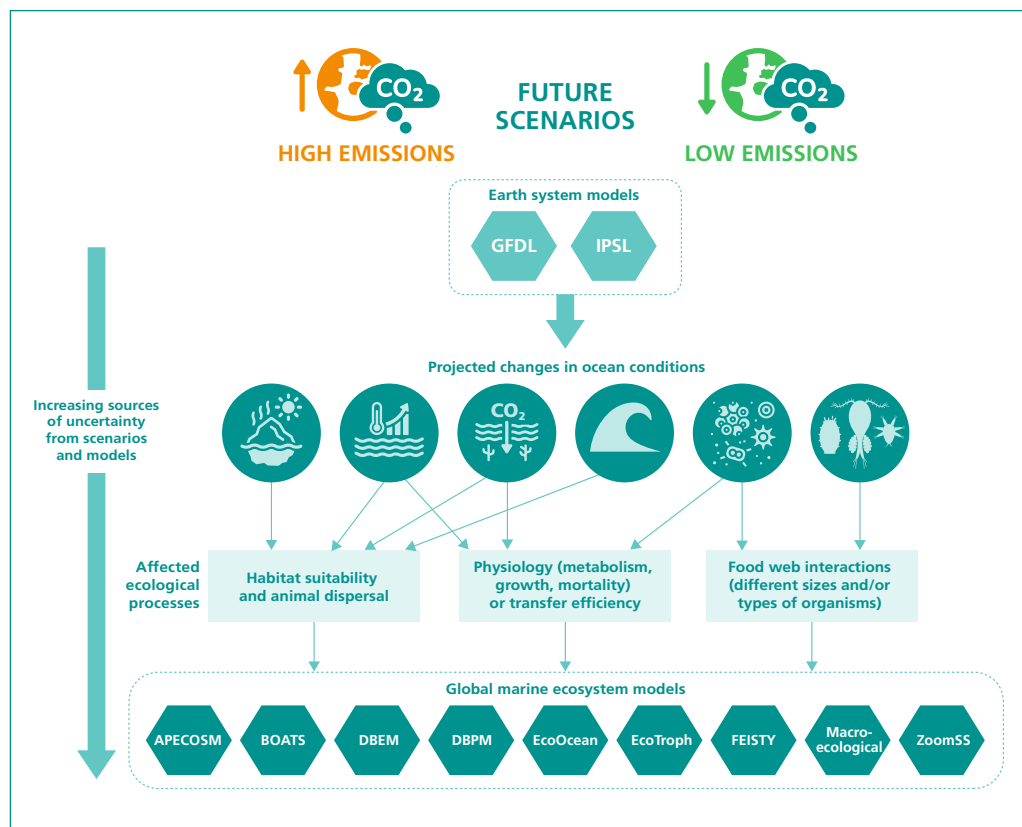 CO2
FUTURE
SCENARIOS
CO2
HIGH EMISSIONS
LOW EMISSIONS
Earth system models
GFDL
IPSL
Projected changes in ocean conditions
Increasing sources
of uncertainty
from scenarios
and models
CO2
Affected
ecological
processes
Habitat suitability
and animal dispersal
Physiology (metabolism,
growth, mortality)
or transfer efficiency
Food web interactions
(different sizes and/or
types of organisms)
Global marine ecosystem models
APECOSM
BOATS
DBEM
DBPM
EcoOcean
EcoTroph
FEISTY
Macro-
ecological
ZoomSS